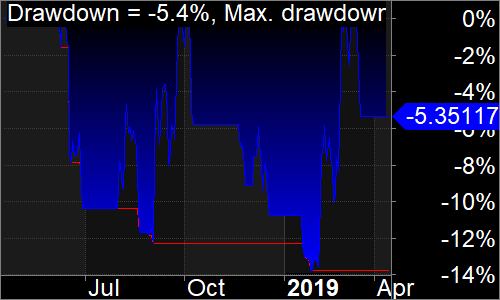 Drawdown = -5.4%, Max. drawdowr
0%
-2%
-4%
-5.35117
-6%
-8%
-10%
-12%
-14%
Jul
Oct
2019
Apr